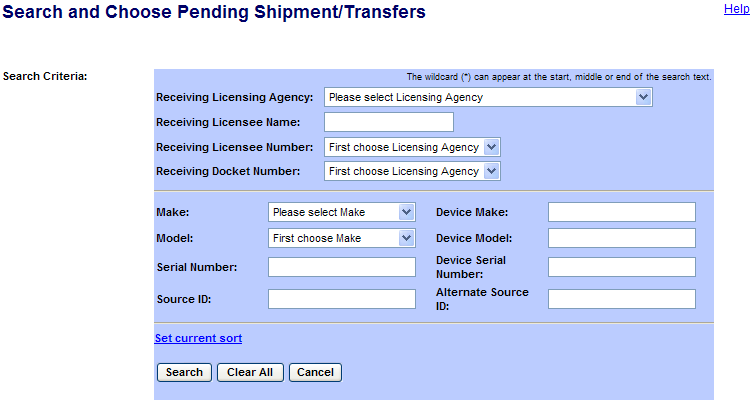 Search and Choose Pending Shipment/Transfers
Help
Search Criteria:
The wildcard (*) can appear at the start, middle or end of the search text.
Receiving Licensing Agency: Please select Licensing Agency
Receiving Licensee Name:
Receiving Licensee Number: First choose Licensing Agency
Receiving Docket Number: First choose Licensing Agency
Make: Please select Make Device Make:
Model: First choose Make Device Model:
Serial Number: Device Serial
Number:
Source ID: Alternate Source
ID:
Set current sort
Search Clear All Cancel